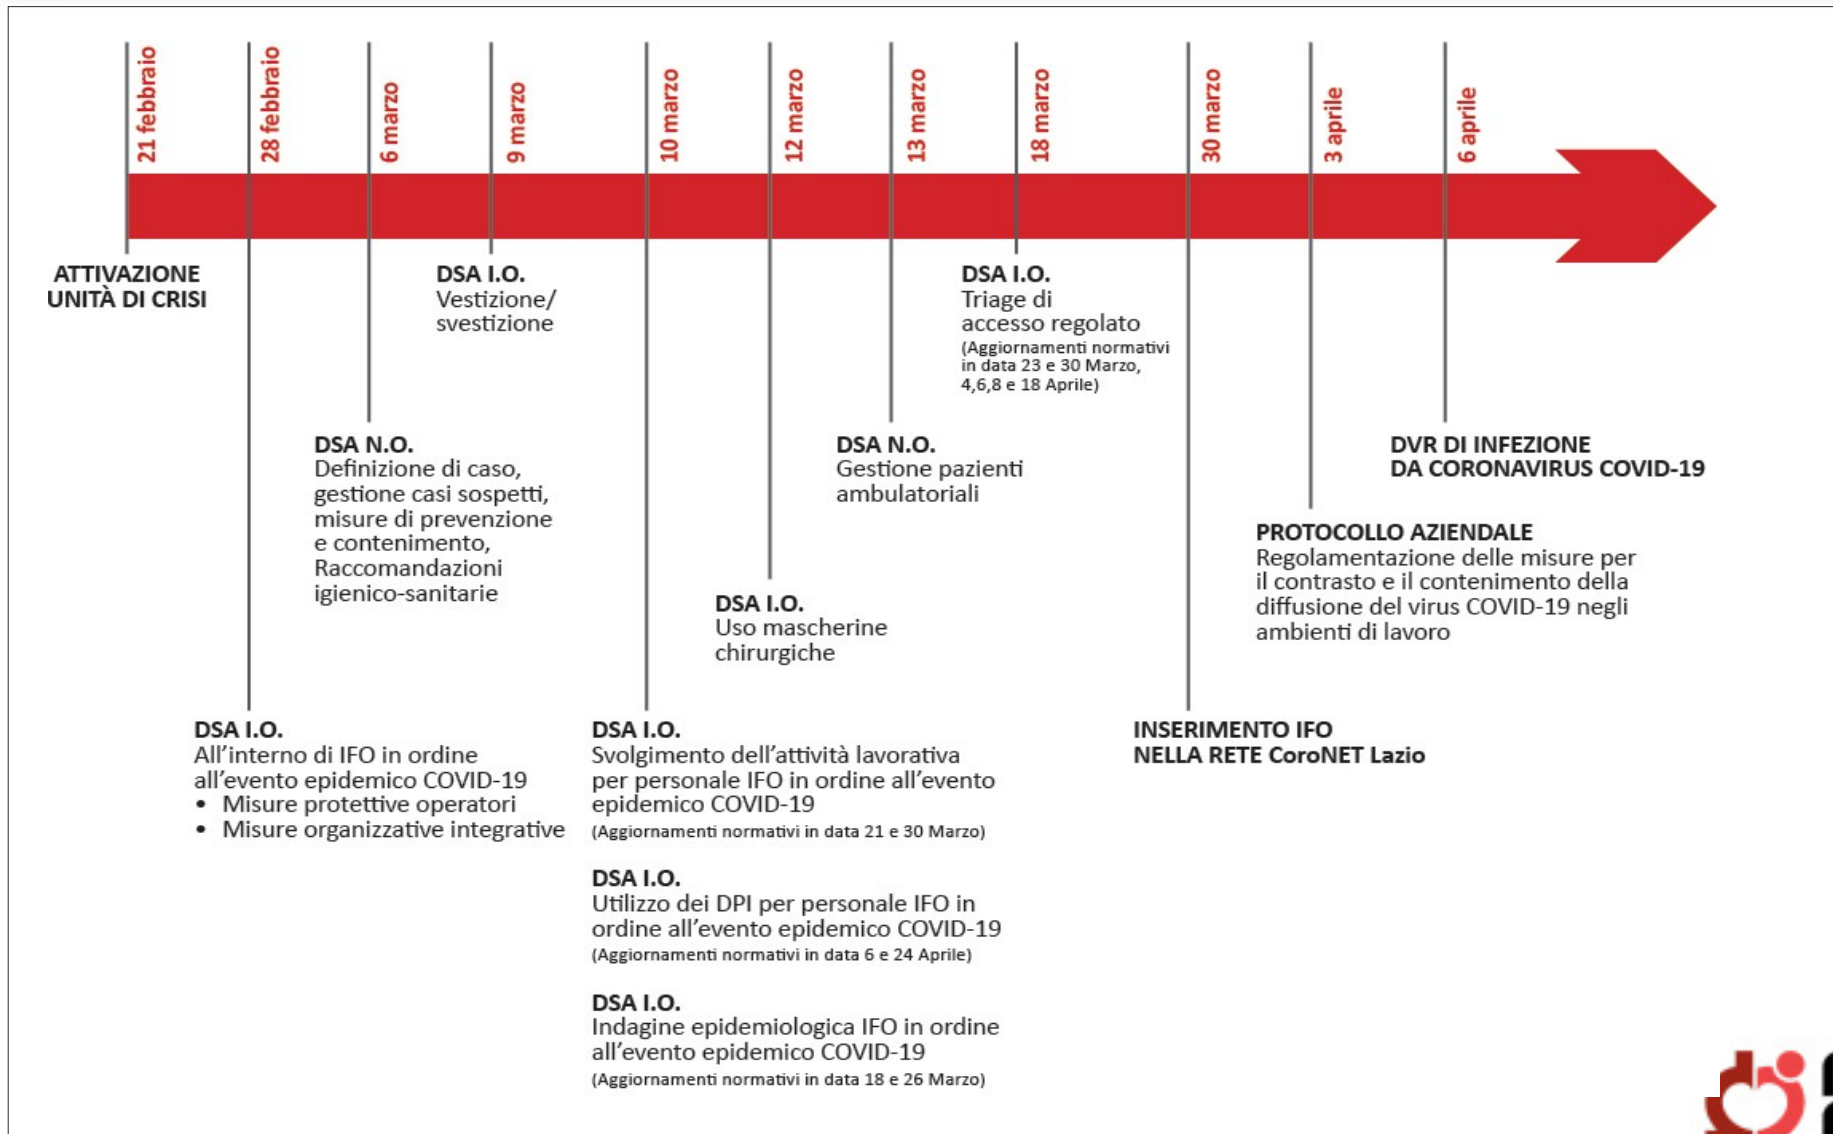 21 febbraio
28 febbraio
6 marzo
9 marzo
10 marzo
12 marzo
13 marzo
18 marzo
30 marzo
3 aprile
6 aprile
ATTIVAZIONE
UNITÀ DI CRISI
DSA I.O.
All'interno di IFO in ordine
all'evento epidemico COVID-19
• Misure protettive operatori
• Misure organizzative integrative
DSA N.O.
Definizione di caso,
gestione casi sospetti,
misure di prevenzione
e contenimento,
Raccomandazioni
igienico-sanitarie
DSA I.O.
Vestizione/
svestizione
DSA I.O.
Svolgimento dell'attività lavorativa
per personale IFO in ordine all'evento
epidemico COVID-19
(Aggiornamenti normativi in data 21 e 30 Marzo)
DSA I.O.
Utilizzo dei DPI per personale IFO in
ordine all'evento epidemico COVID-19
(Aggiornamenti normativi in data 6 e 24 Aprile)
DSA I.O.
Indagine epidemiologica IFO in ordine
all'evento epidemico COVID-19
(Aggiornamenti normativi in data 18 e 26 Marzo)
DSA I.O.
Uso mascherine
chirurgiche
DSA N.O.
Gestione pazienti
ambulatoriali
DSA I.O.
Triage di
accesso regolato
(Aggiornamenti normativi
in data 23 e 30 Marzo,
4,6,8 e 18 Aprile)
INSERIMENTO IFO
NELLA RETE CoroNET Lazio
PROTOCOLLO AZIENDALE
Regolamentazione delle misure per
il contrasto e il contenimento della
diffusione del virus COVID-19 negli
ambienti di lavoro
DVR DI INFEZIONE
DA CORONAVIRUS COVID-19